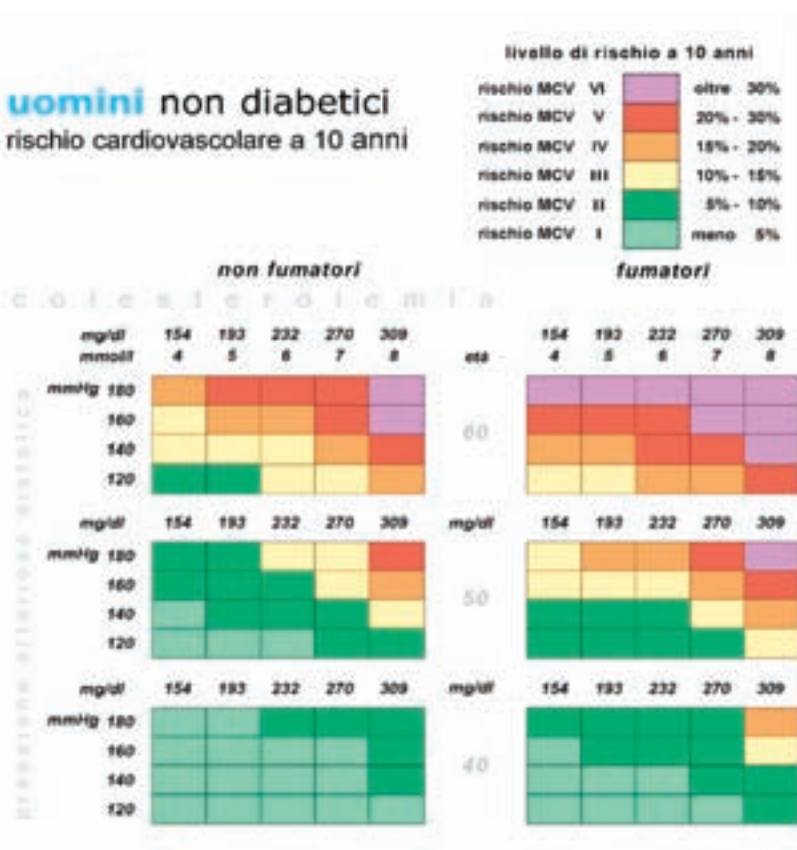 livello di rischio a 10 anni
uomini non diabetici
rischio cardiovascolare a 10 anni
rischio MCV VI oltre 30%
rischio MCV V 20% - 30%
rischio MCV IV 15% - 20%
rischio MCV III 10% - 15%
rischio MCV II 5% - 10%
rischio MCV I meno 5%
non fumatori fumatori
colesterolemia
mg/dl 154 193 232 270 309 154 193 232 270 309
mmol/l 4 5 6 7 8 età 4 5 6 7 8
pressione arteriosa sistolica
mmHg 180
160
60
140
120
mg/dl 154 193 232 270 309 mg/dl 154 193 232 270 309
mmHg 180
160
50
140
120
mg/dl 154 193 232 270 309 mg/dl 154 193 232 270 309
mmHg 180
160
40
140
120